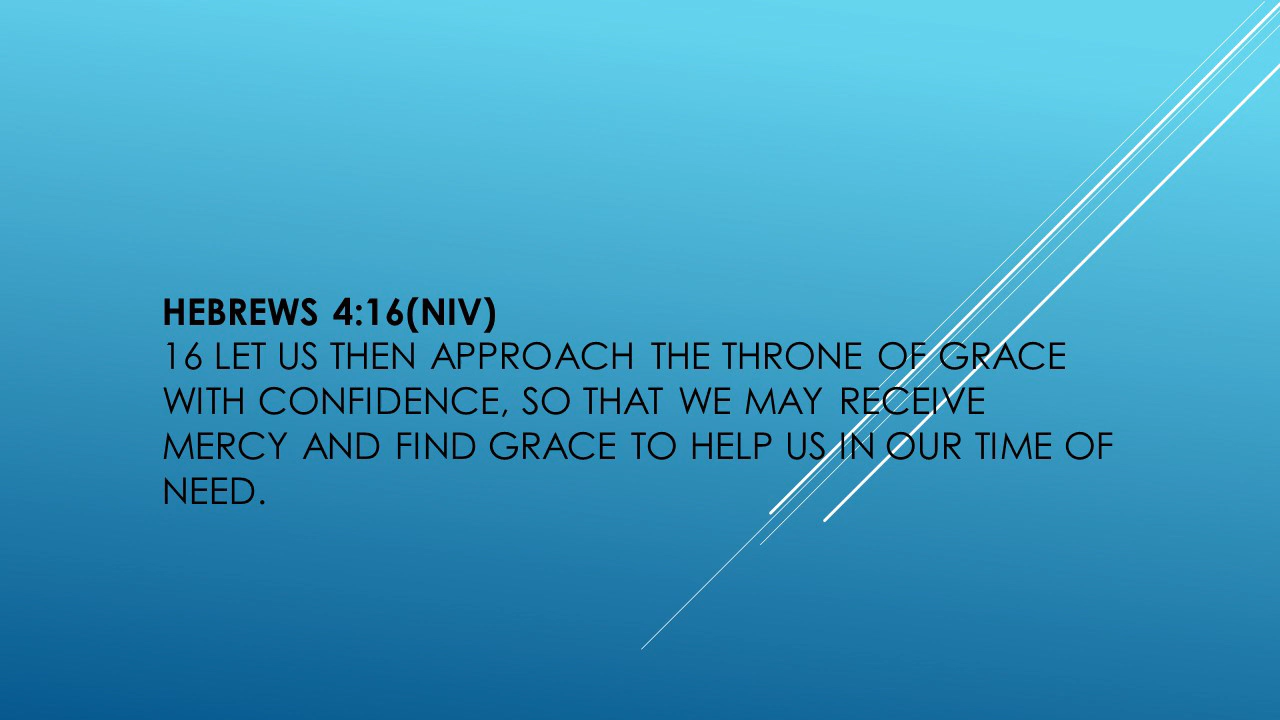 HEBREWS 4:16(NIV)
16 LET US THEN APPROACH THE THRONE OF GRACE
WITH CONFIDENCE, SO THAT WE MAY RECEIVE
MERCY AND FIND GRACE TO HELP US IN OUR TIME OF
NEED.